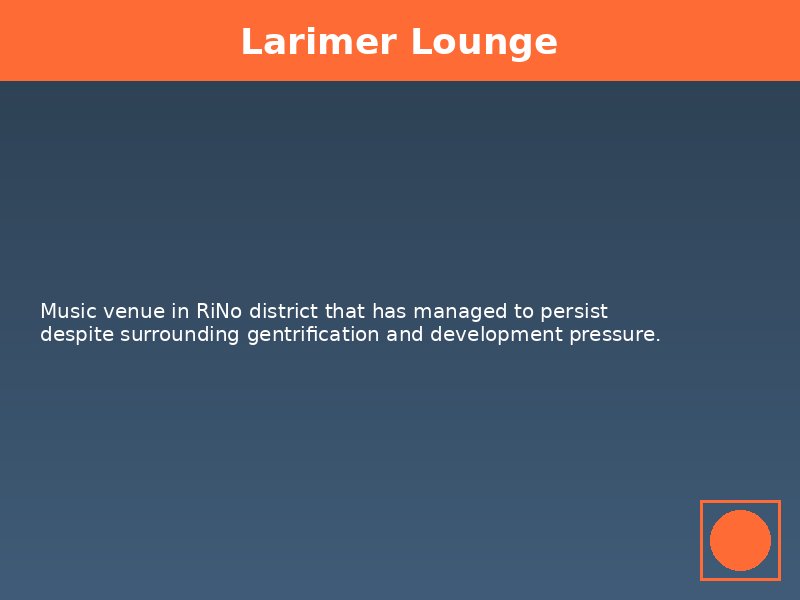 Larimer Lounge
Music venue in RiNo district that has managed to persist
despite surrounding gentrification and development pressure.